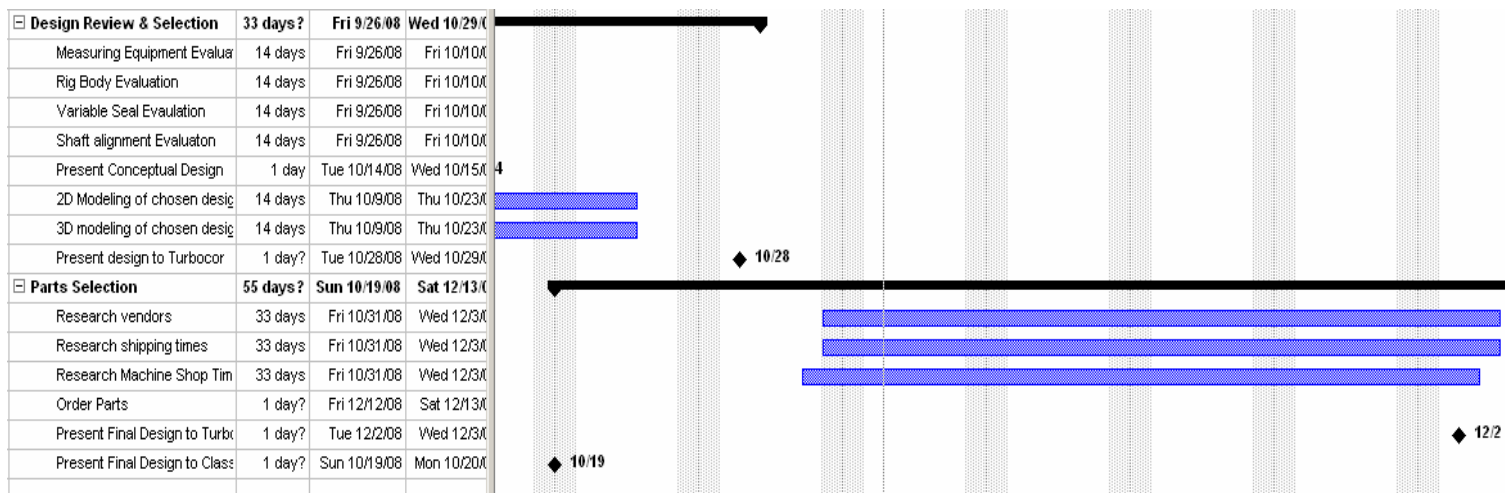 Design Review & Selection 33 days? Fri 9/26/08 Wed 10/29/0
Measuring Equipment Evalua 14 days Fri 9/26/08 Fri 10/10/0
Rig Body Evaluation 14 days Fri 9/26/08 Fri 10/10/0
Variable Seal Evaulation 14 days Fri 9/26/08 Fri 10/10/0
Shaft alignment Evaluaton 14 days Fri 9/26/08 Fri 10/10/0
Present Conceptual Design 1 day Tue 10/14/08 Wed 10/15/0 4
2D Modeling of chosen desig 14 days Thu 10/9/08 Thu 10/23/0
3D modeling of chosen desig 14 days Thu 10/9/08 Thu 10/23/0
Present design to Turbocor 1 day? Tue 10/28/08 Wed 10/29/0 10/28
Parts Selection 55 days? Sun 10/19/08 Sat 12/13/0
Research vendors 33 days Fri 10/31/08 Wed 12/3/0
Research shipping times 33 days Fri 10/31/08 Wed 12/3/0
Research Machine Shop Tim 33 days Fri 10/31/08 Wed 12/3/0
Order Parts 1 day? Fri 12/12/08 Sat 12/13/0
Present Final Design to Turbo 1 day? Tue 12/2/08 Wed 12/3/0 12/2
Present Final Design to Class 1 day? Sun 10/19/08 Mon 10/20/0 10/19